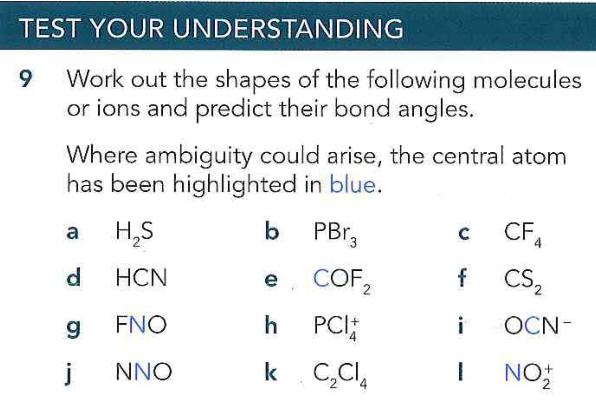 TEST YOUR UNDERSTANDING
9 Work out the shapes of the following molecules
or ions and predict their bond angles.
Where ambiguity could arise, the central atom
has been highlighted in blue.
a H₂S b PBr₃ c CF₄
d HCN e COF₂ f CS₂
g FNO h PCl₄⁺ i OCN⁻
j NNO k C₂Cl₄ l NO₂⁺